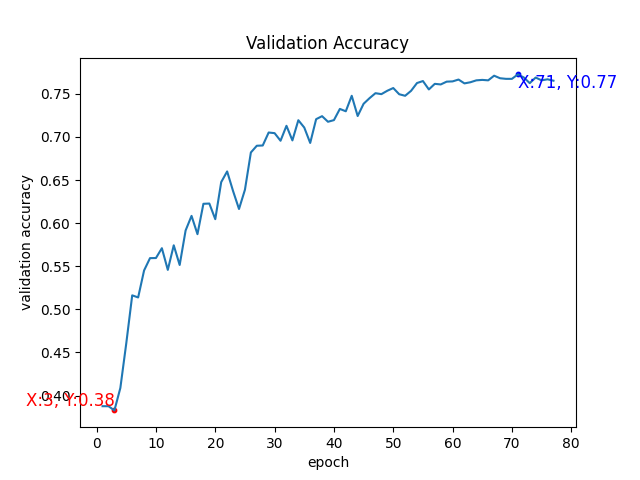 Validation Accuracy
validation accuracy
0.75
0.70
0.65
0.60
0.55
0.50
0.45
0.40
X:3, Y:0.38
X:71, Y:0.77
0 10 20 30 40 50 60 70 80
epoch